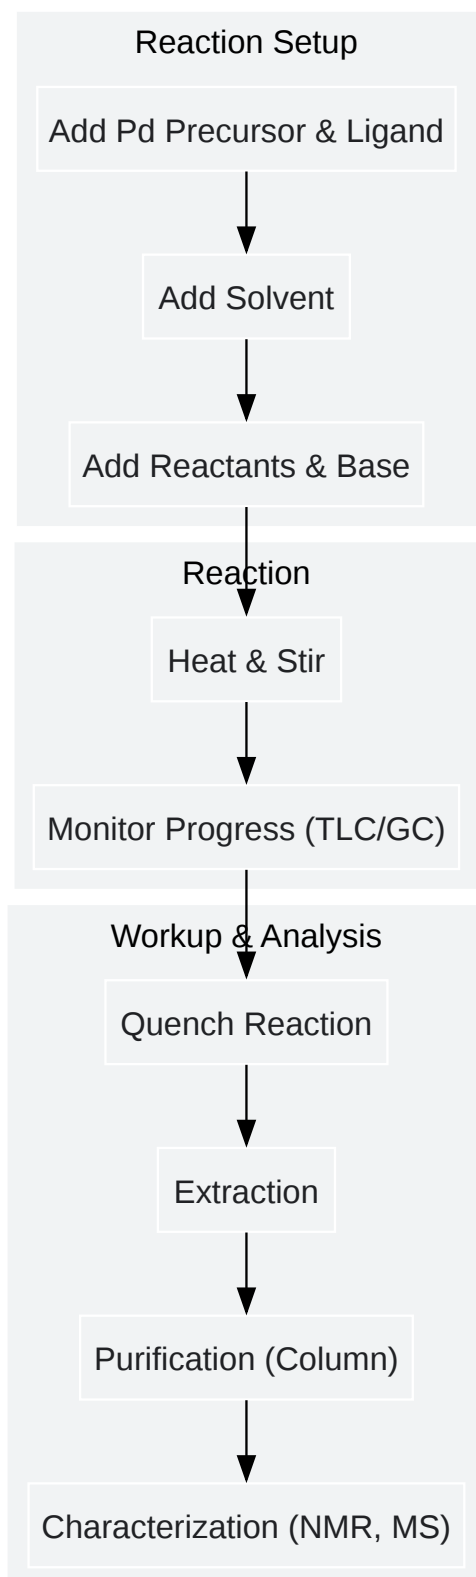 Reaction Setup
Add Pd Precursor & Ligand
Add Solvent
Add Reactants & Base
Reaction
Heat & Stir
Monitor Progress (TLC/GC)
Workup & Analysis
Quench Reaction
Extraction
Purification (Column)
Characterization (NMR, MS)